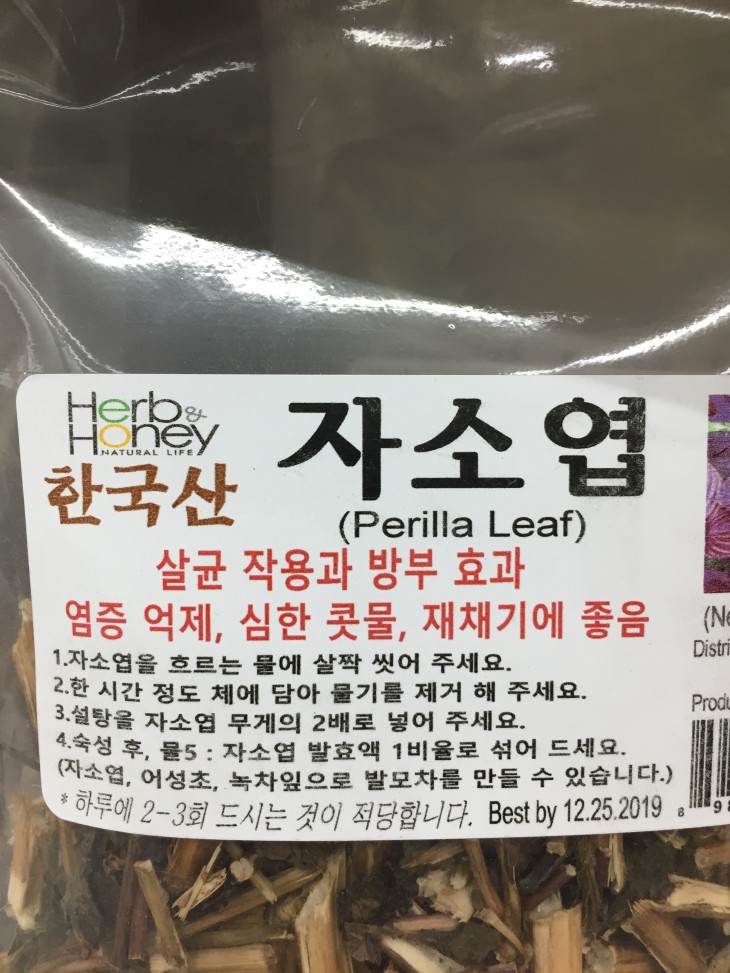 Herb &
Honey
NATURAL LIFE
한국산
자소엽
(Perilla Leaf)
살균 작용과 방부 효과
염증 억제, 심한 콧물, 재채기에 좋음
1.자소엽을 흐르는 물에 살짝 씻어 주세요.
2.한 시간 정도 체에 담아 물기를 제거 해 주세요.
3.설탕을 자소엽 무게의 2배로 넣어 주세요.
4.숙성 후, 물5 : 자소엽 발효액 1비율로 섞어 드세요.
(자소엽, 어성초, 녹차잎으로 발모차를 만들 수 있습니다.)
* 하루에 2-3회 드시는 것이 적당합니다. Best by 12.25.2019
(Ne
Distri
Produ
8 98